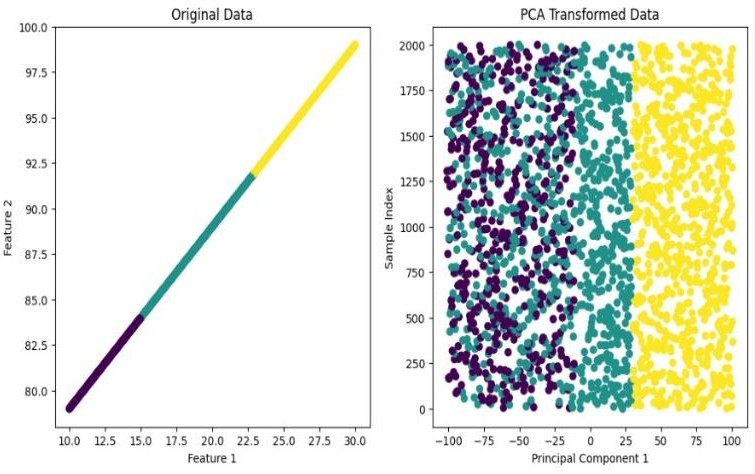 Original Data
100.0
97.5
95.0
92.5
90.0
87.5
85.0
82.5
80.0
Feature 2
10.0 12.5 15.0 17.5 20.0 22.5 25.0 27.5 30.0
Feature 1
PCA Transformed Data
2000
1750
1500
1250
1000
750
500
250
0
Sample Index
−100 −75 −50 −25 0 25 50 75 100
Principal Component 1